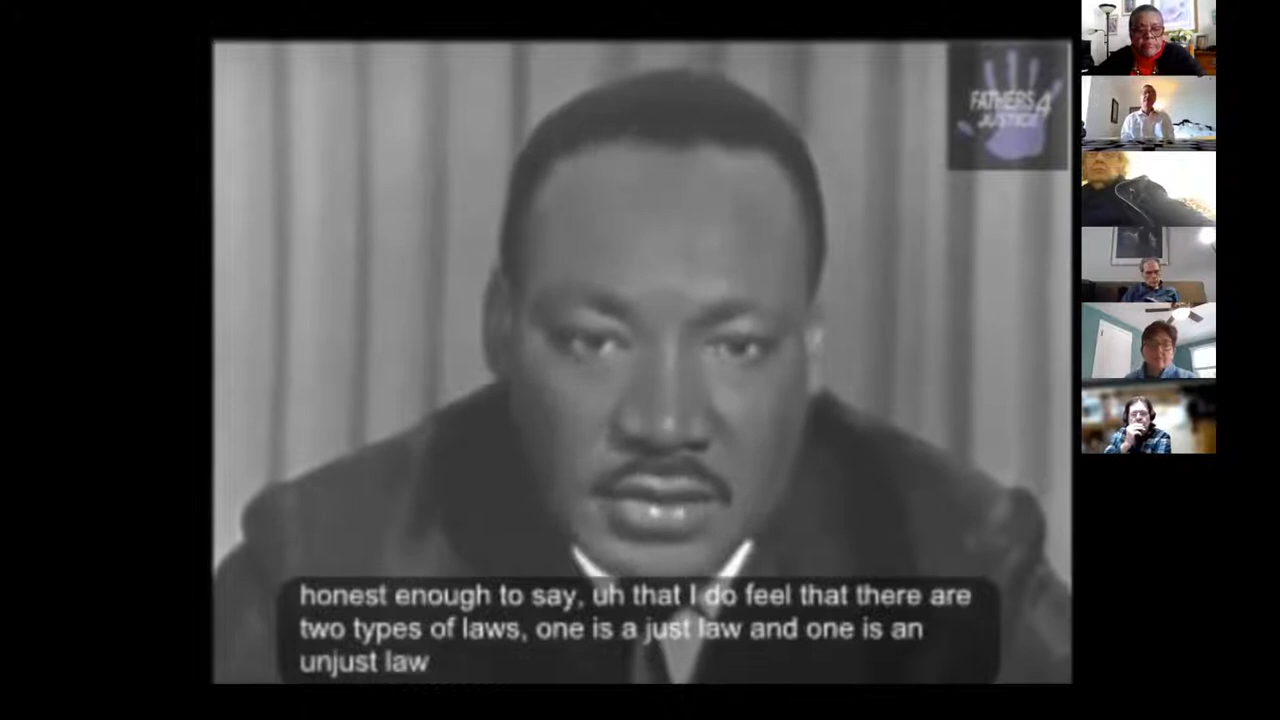 FATHERS 4
JUSTICE
honest enough to say, uh that I do feel that there are
two types of laws, one is a just law and one is an
unjust law